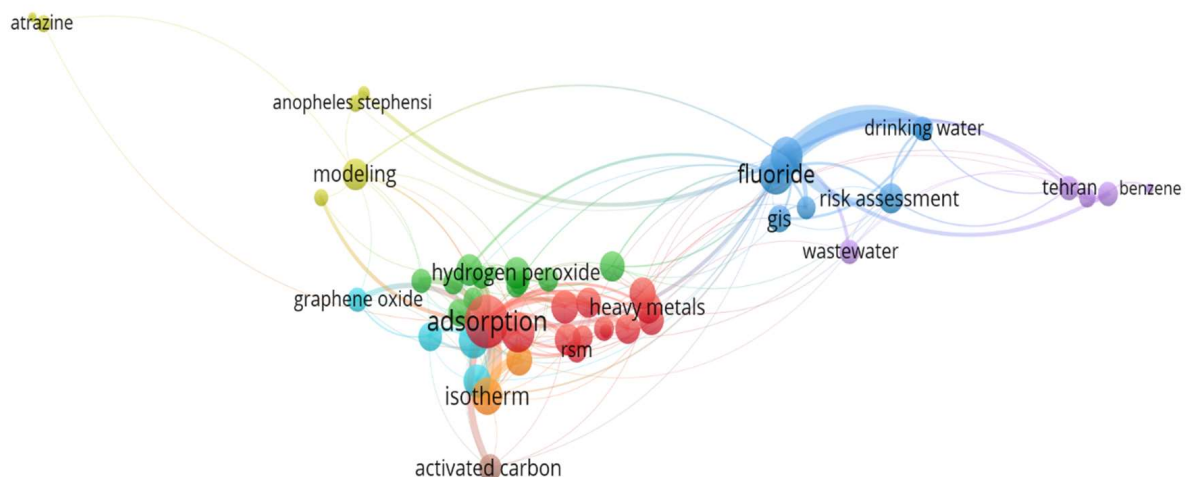 atrazine
anopheles stephensi
drinking water
modeling
fluoride
tehran
benzene
risk assessment
gis
wastewater
hydrogen peroxide
graphene oxide
heavy metals
adsorption
rsm
isotherm
activated carbon